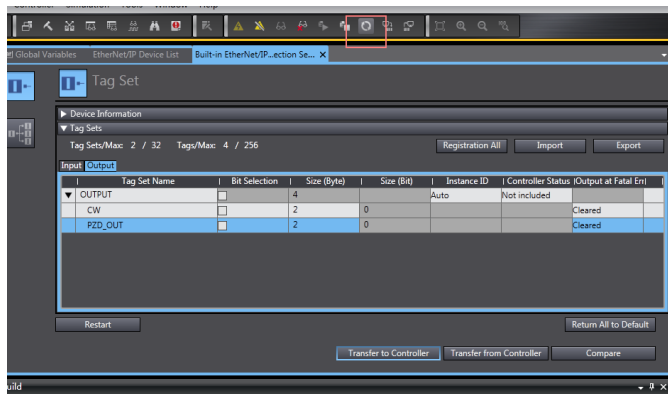 Controller Simulation Tools Window Help
Global Variables EtherNet/IP Device List Built-in EtherNet/IP...ection Se... X
Tag Set
Device Information
Tag Sets
Tag Sets/Max: 2 / 32 Tags/Max: 4 / 256 Registration All Import Export
Input Output
Tag Set Name | Bit Selection | Size (Byte) | Size (Bit) | Instance ID | Controller Status |Output at Fatal Err|
OUTPUT 4 Auto Not included
CW 2 0 Cleared
PZD_OUT 2 0 Cleared
Restart Return All to Default
Transfer to Controller Transfer from Controller Compare
uild